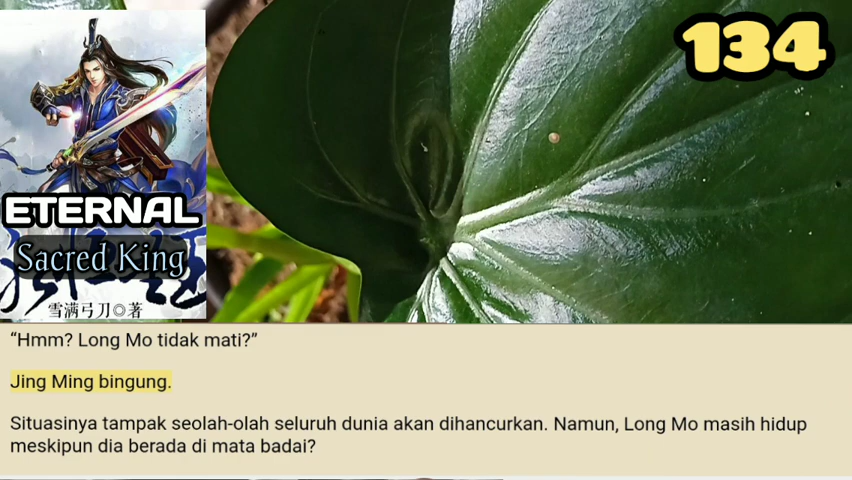 134
ETERNAL
Sacred King
雪满弓刀◎著
“Hmm? Long Mo tidak mati?”
Jing Ming bingung.
Situasinya tampak seolah-olah seluruh dunia akan dihancurkan. Namun, Long Mo masih hidup
meskipun dia berada di mata badai?